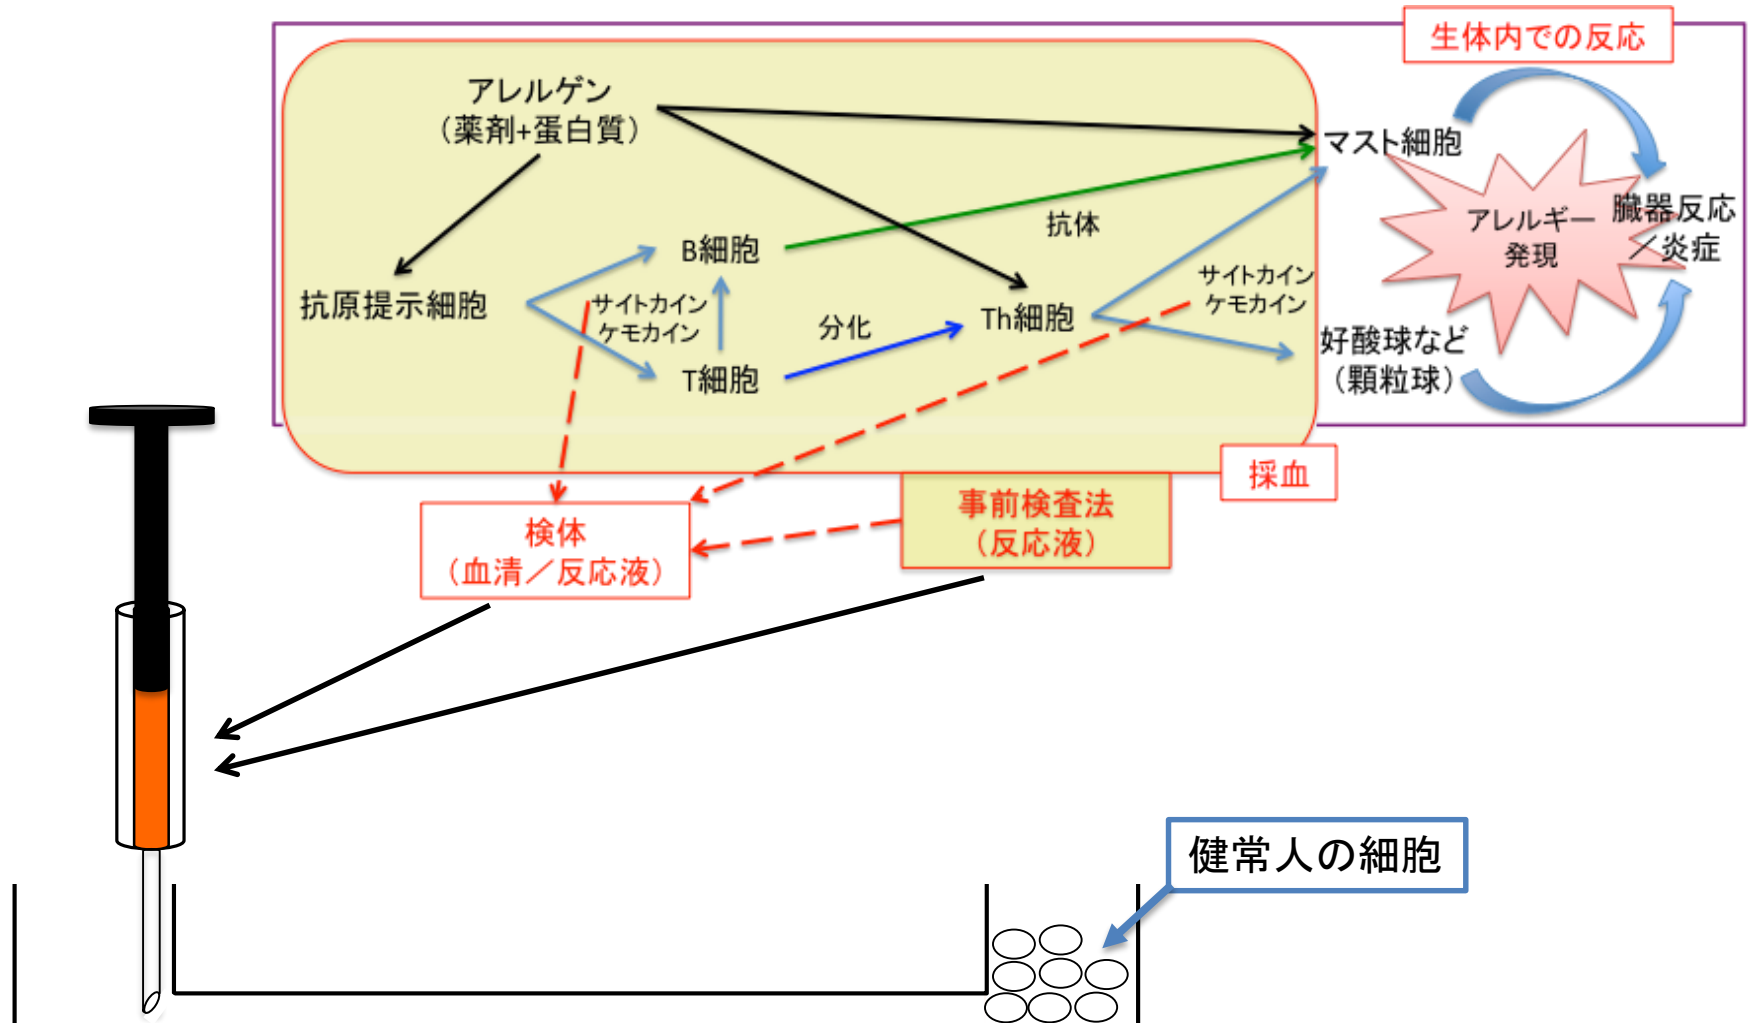 生体内での反応
アレルゲン
（薬剤+蛋白質）
マスト細胞
臓器反応
／炎症
アレルギー
発現
抗体
B細胞
サイトカイン
ケモカイン
抗原提示細胞
サイトカイン
ケモカイン
Th細胞
分化
T細胞
好酸球など
（顆粒球）
採血
事前検査法
（反応液）
検体
（血清／反応液）
健常人の細胞